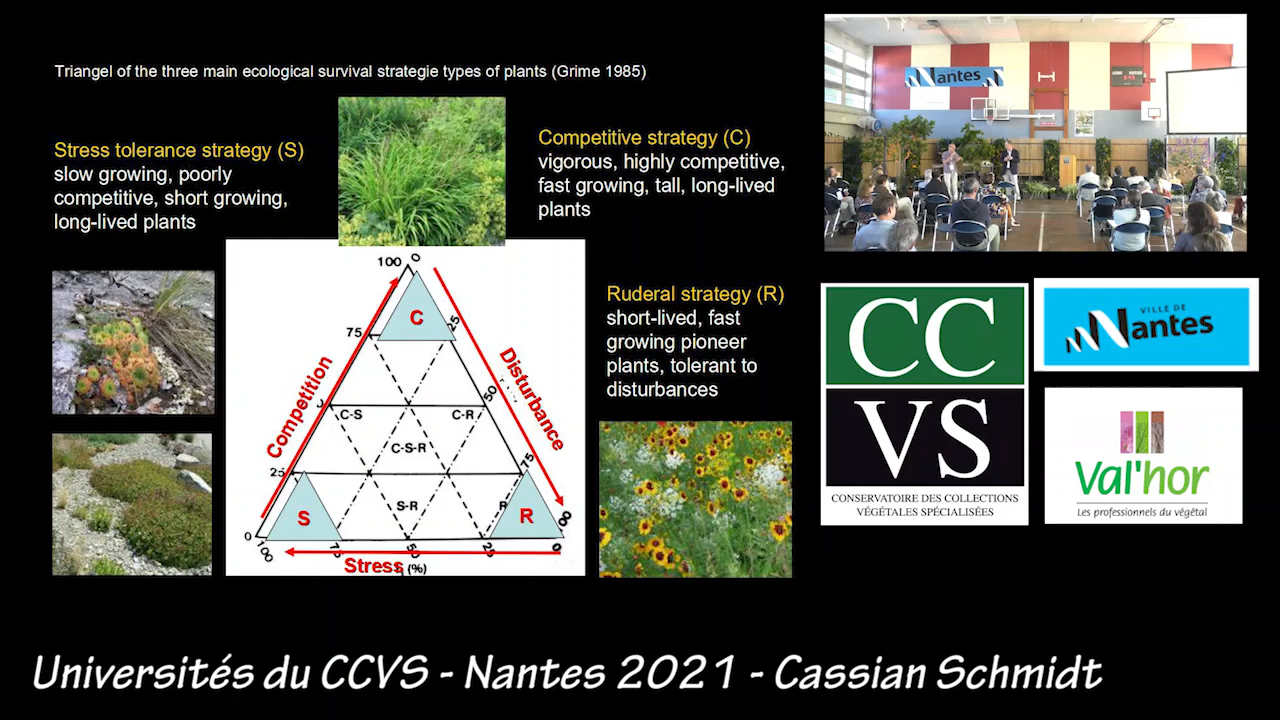 Triangel of the three main ecological survival strategie types of plants (Grime 1985)
Stress tolerance strategy (S)
slow growing, poorly
competitive, short growing,
long-lived plants
Competitive strategy (C)
vigorous, highly competitive,
fast growing, tall, long-lived
plants
Ruderal strategy (R)
short-lived, fast
growing pioneer
plants, tolerant to
disturbances
100 0
C
75 25
Competition
Disturbance
50
C-S C-R
C-S-R
25 75
S S-R R R
0 100
100 75 50 25 0
Stress (%)
Nantes
CC
VS
CONSERVATOIRE DES COLLECTIONS
VÉGÉTALES SPÉCIALISÉES
VILLE DE
Nantes
Val'hor
Les professionnels du végétal
Universités du CCVS - Nantes 2021 - Cassian Schmidt